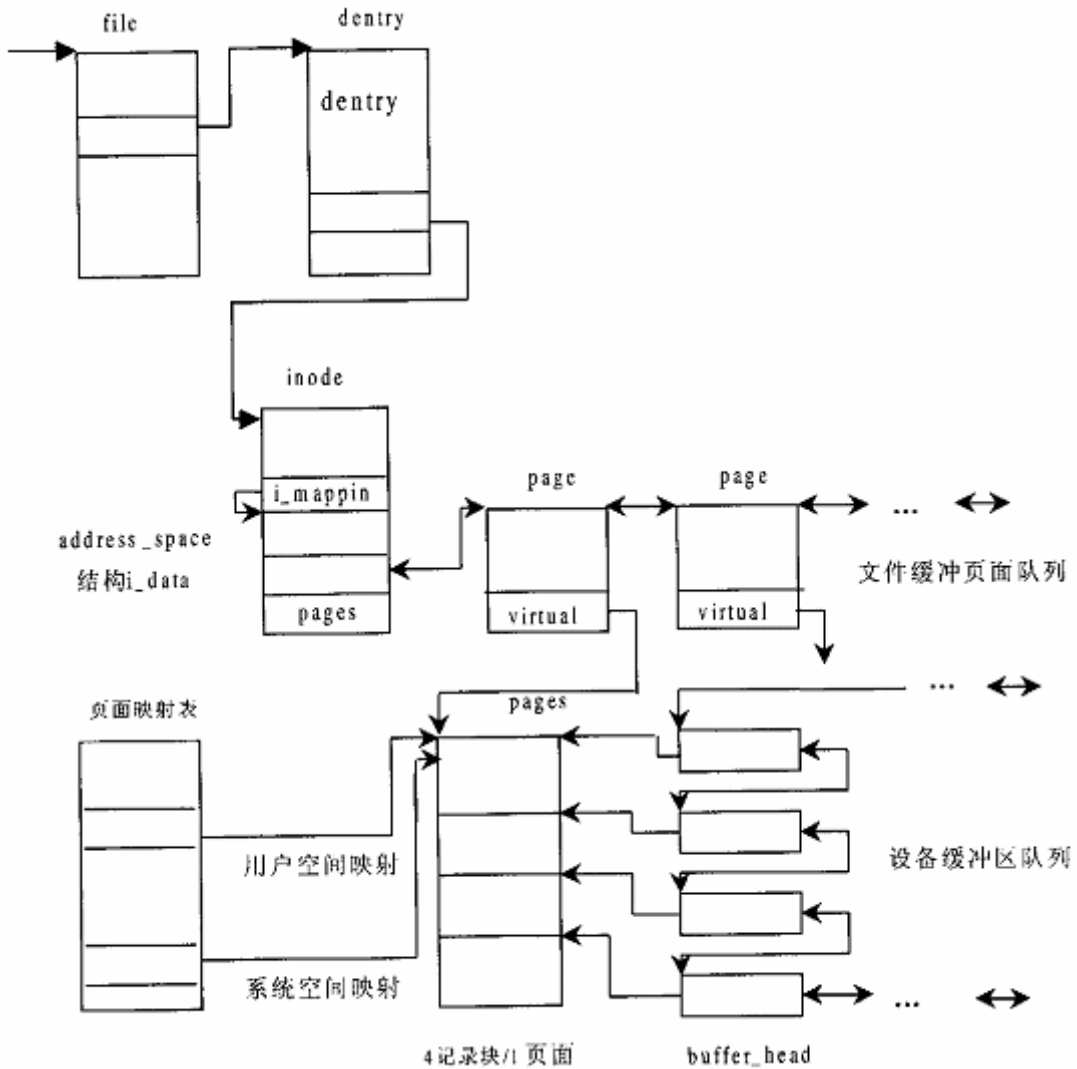 file
dentry
dentry
inode
i_mappin
address_space
结构i_data
pages
page
page
virtual
virtual
...
文件缓冲页面队列
...
页面映射表
pages
用户空间映射
系统空间映射
设备缓冲区队列
...
4记录块/1页面
buffer_head